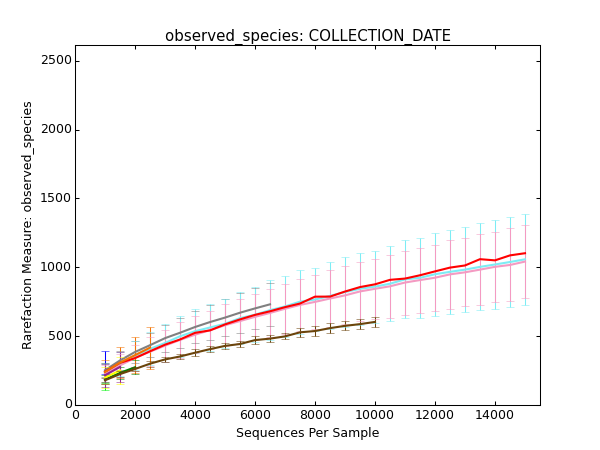 observed_species: COLLECTION_DATE
Rarefaction Measure: observed_species
2500
2000
1500
1000
500
0
0 2000 4000 6000 8000 10000 12000 14000
Sequences Per Sample